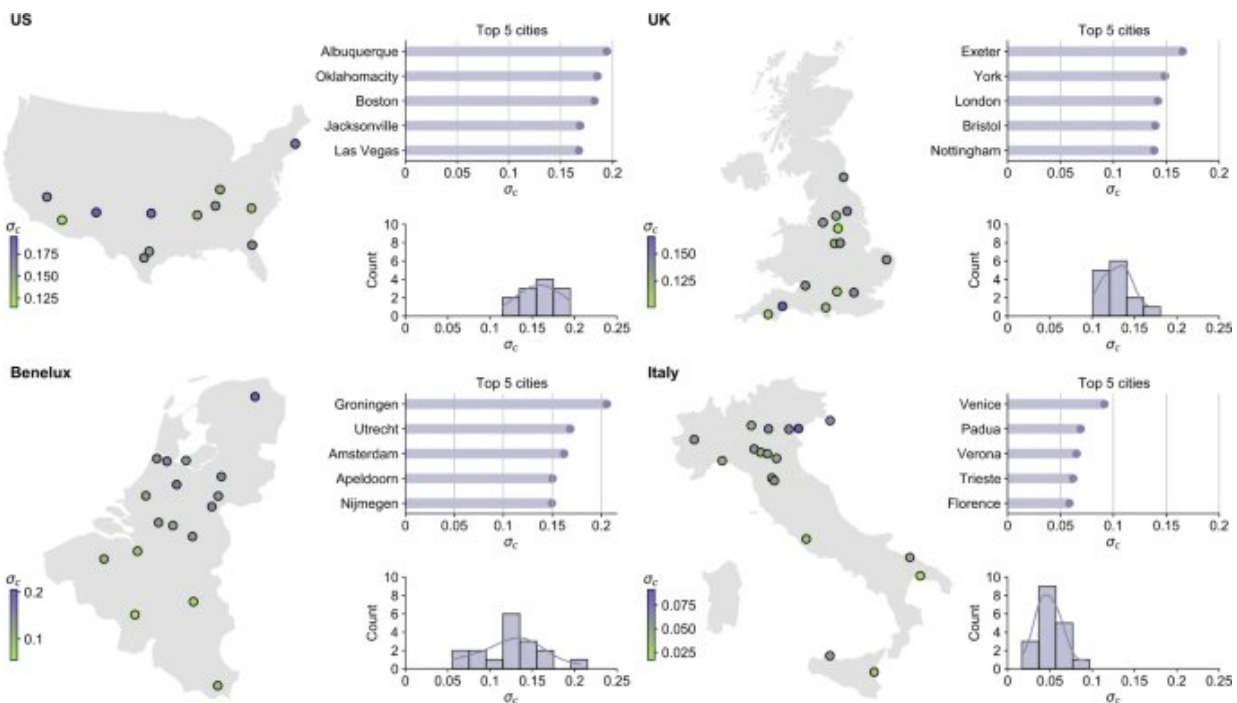 US
Top 5 cities
Albuquerque
Oklahomacity
Boston
Jacksonville
Las Vegas
0 0.05 0.1 0.15 0.2
σc
σc
0.175
0.150
0.125
10
8
6
4
2
0
Count
0 0.05 0.1 0.15 0.2 0.25
σc
UK
Top 5 cities
Exeter
York
London
Bristol
Nottingham
0 0.05 0.1 0.15 0.2
σc
σc
0.150
0.125
10
8
6
4
2
0
Count
0 0.05 0.1 0.15 0.2 0.25
σc
Benelux
Top 5 cities
Groningen
Utrecht
Amsterdam
Apeldoorn
Nijmegen
0 0.05 0.1 0.15 0.2
σc
σc
0.2
0.1
10
8
6
4
2
0
Count
0 0.05 0.1 0.15 0.2 0.25
σc
Italy
Top 5 cities
Venice
Padua
Verona
Trieste
Florence
0 0.05 0.1 0.15 0.2
σc
σc
0.075
0.050
0.025
10
8
6
4
2
0
Count
0 0.05 0.1 0.15 0.2 0.25
σc